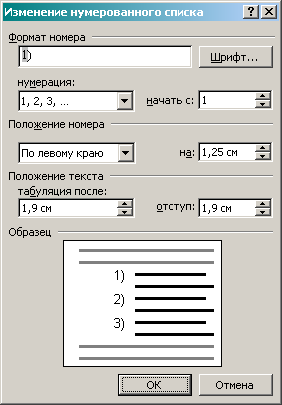 Изменение нумерованного списка
Формат номера
1)
Шрифт...
нумерация:
1, 2, 3, ...
начать с:
1
Положение номера
По левому краю
на:
1,25 см
Положение текста
табуляция после:
1,9 см
отступ:
1,9 см
Образец
1)
2)
3)
ОК
Отмена